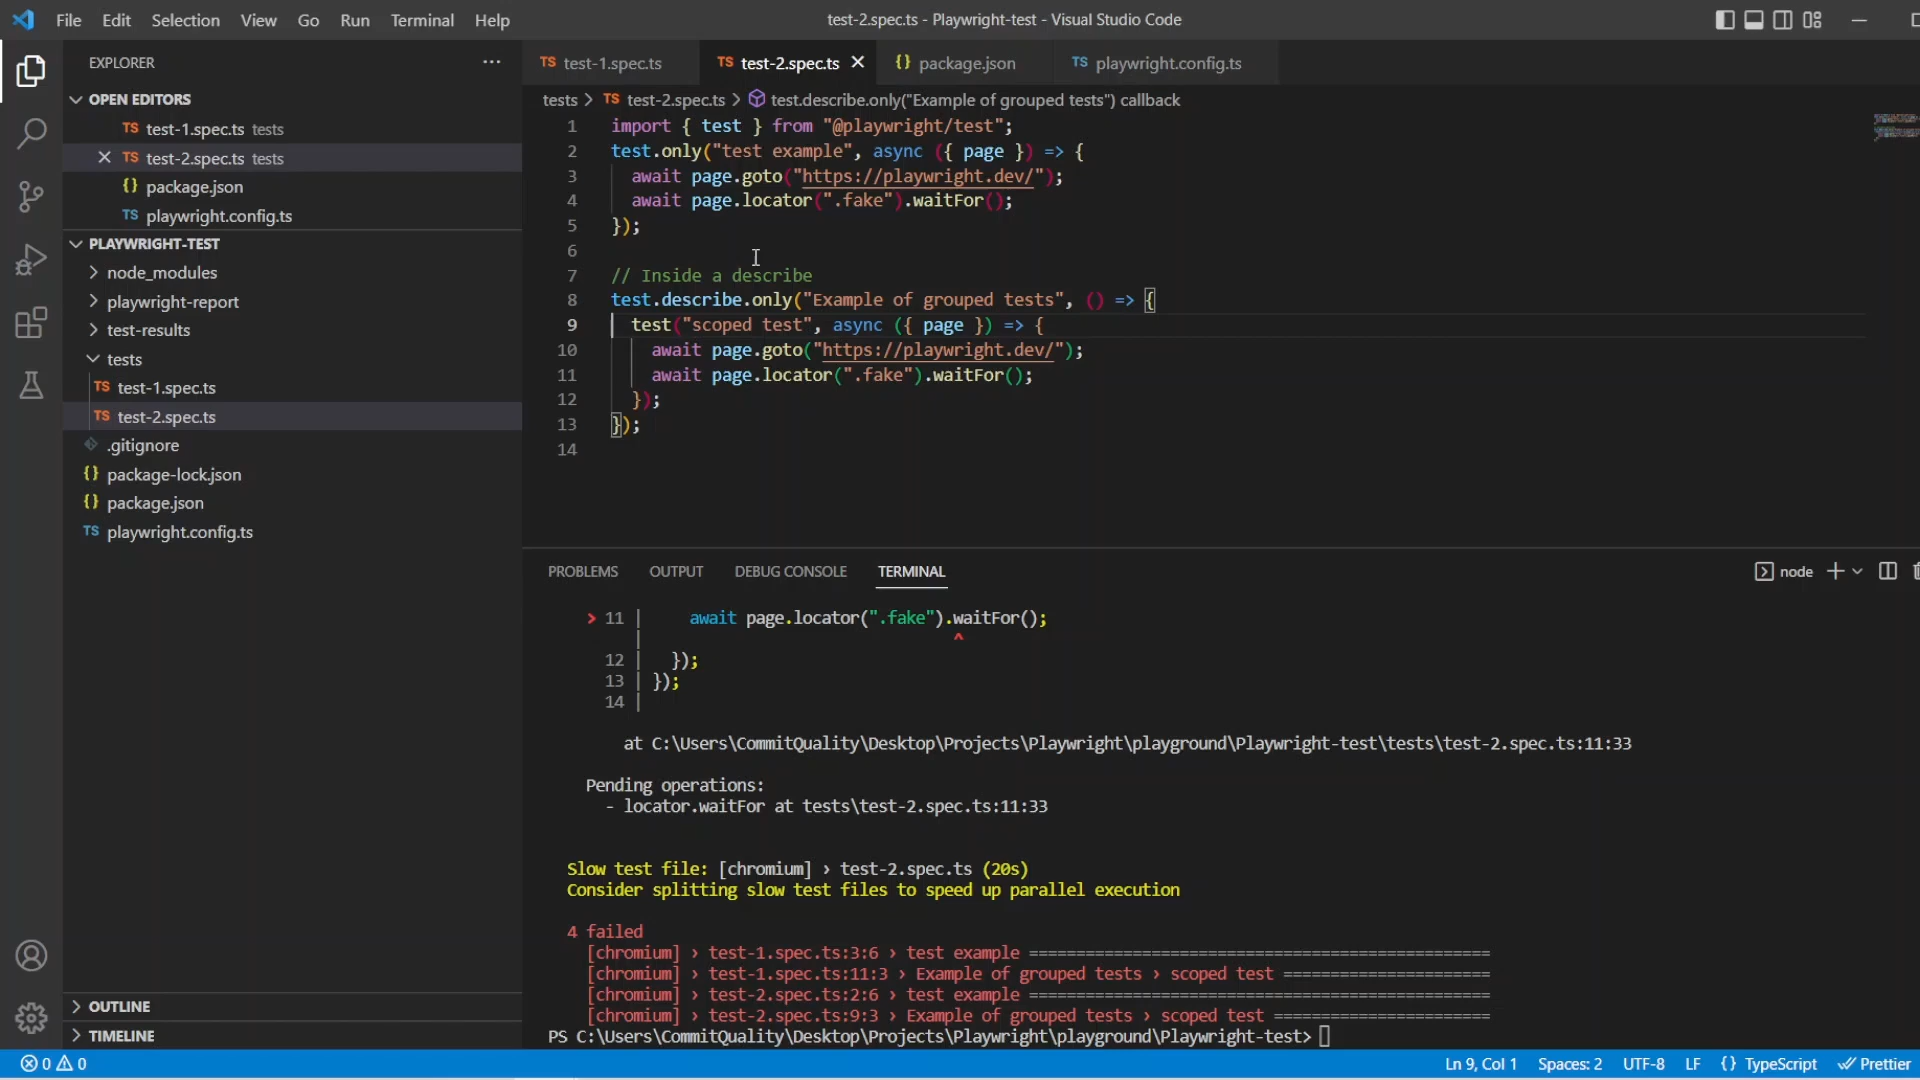 File Edit Selection View Go Run Terminal Help
test-2.spec.ts - Playwright-test - Visual Studio Code
EXPLORER
OPEN EDITORS
TS test-1.spec.ts tests
TS test-2.spec.ts tests
{} package.json
TS playwright.config.ts
PLAYWRIGHT-TEST
node_modules
playwright-report
test-results
tests
TS test-1.spec.ts
TS test-2.spec.ts
.gitignore
{} package-lock.json
{} package.json
TS playwright.config.ts
OUTLINE
TIMELINE
TS test-1.spec.ts
TS test-2.spec.ts
{} package.json
TS playwright.config.ts
tests > TS test-2.spec.ts > test.describe.only("Example of grouped tests") callback
1 import { test } from "@playwright/test";
2 test.only("test example", async ({ page }) => {
3 await page.goto("https://playwright.dev/");
4 await page.locator(".fake").waitFor();
5 });
6
7 // Inside a describe
8 test.describe.only("Example of grouped tests", () => {
9 test("scoped test", async ({ page }) => {
10 await page.goto("https://playwright.dev/");
11 await page.locator(".fake").waitFor();
12 });
13 });
14
PROBLEMS OUTPUT DEBUG CONSOLE TERMINAL
node
> 11 | await page.locator(".fake").waitFor();
| ^
12 | });
13 | });
14 |
at C:\Users\CommitQuality\Desktop\Projects\Playwright\playground\Playwright-test\tests\test-2.spec.ts:11:33
Pending operations:
- locator.waitFor at tests\test-2.spec.ts:11:33
Slow test file: [chromium] › test-2.spec.ts (20s)
Consider splitting slow test files to speed up parallel execution
4 failed
[chromium] › test-1.spec.ts:3:6 › test example =================================================
[chromium] › test-1.spec.ts:11:3 › Example of grouped tests › scoped test ======================
[chromium] › test-2.spec.ts:2:6 › test example =================================================
[chromium] › test-2.spec.ts:9:3 › Example of grouped tests › scoped test =======================
PS C:\Users\CommitQuality\Desktop\Projects\Playwright\playground\Playwright-test>
0 0
Ln 9, Col 1 Spaces: 2 UTF-8 LF {} TypeScript Prettier